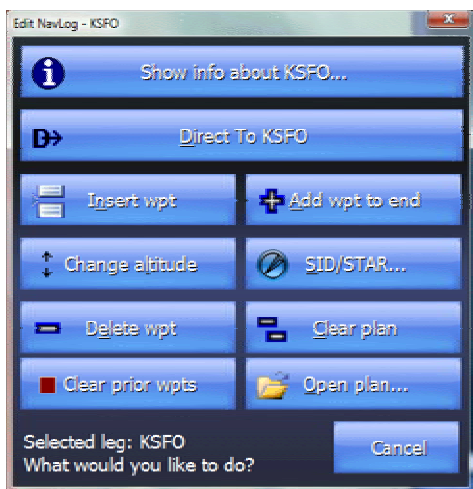 Edit NavLog - KSFO
Show info about KSFO...
Direct To KSFO
Insert wpt
Add wpt to end
Change altitude
SID/STAR...
Delete wpt
Clear plan
Clear prior wpts
Open plan...
Selected leg: KSFO
What would you like to do?
Cancel